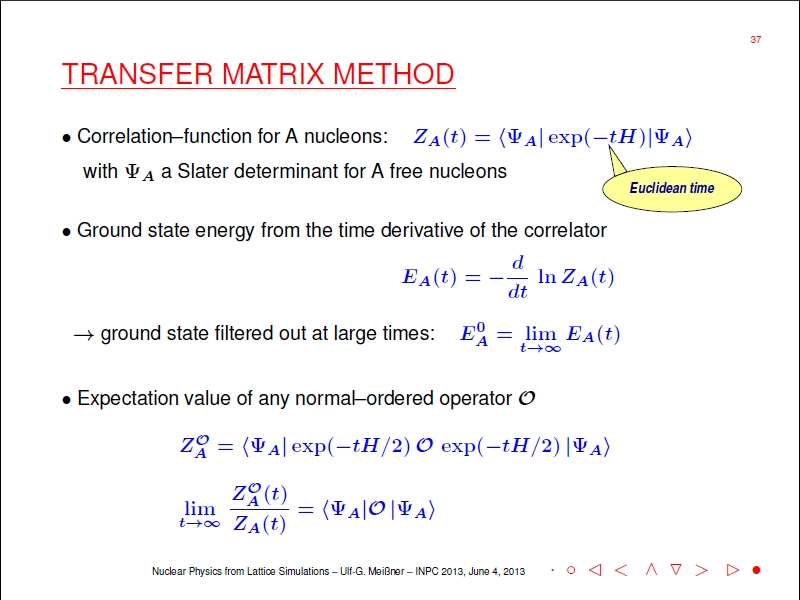 37
TRANSFER MATRIX METHOD
• Correlation–function for A nucleons: Z_A(t) = ⟨Ψ_A| exp(−tH)|Ψ_A⟩
with Ψ_A a Slater determinant for A free nucleons
Euclidean time
• Ground state energy from the time derivative of the correlator
E_A(t) = − d/dt ln Z_A(t)
→ ground state filtered out at large times: E_A^0 = lim_{t→∞} E_A(t)
• Expectation value of any normal–ordered operator 𝒪
Z_A^𝒪 = ⟨Ψ_A| exp(−tH/2) 𝒪 exp(−tH/2) |Ψ_A⟩
lim_{t→∞} Z_A^𝒪(t) / Z_A(t) = ⟨Ψ_A|𝒪 |Ψ_A⟩
Nuclear Physics from Lattice Simulations – Ulf-G. Meißner – INPC 2013, June 4, 2013